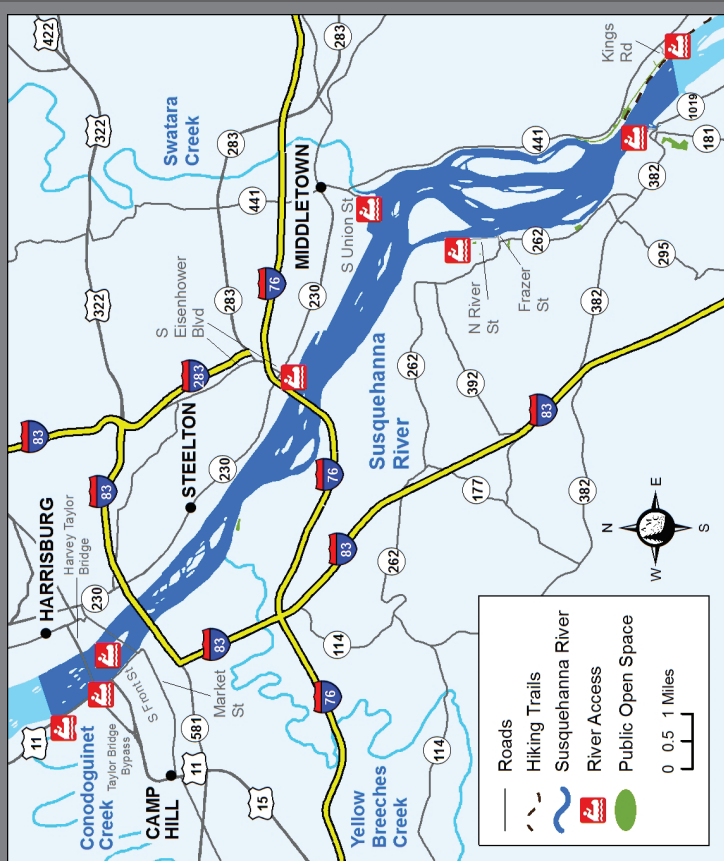 422
283
Kings
Rd
322
Swatara
Creek
283
441
1019
181
441
MIDDLETOWN
382
S Union St
262
295
76
322
283
230
S
Eisenhower
Blvd
N River
St
Frazer
St
382
262
392
Susquehanna
River
83
283
83
STEELTON
230
76
83
83
177
382
HARRISBURG
Harvey Taylor
Bridge
230
262
N
E
S
W
83
114
S Front St
Market
St
76
11
581
114
Conodoguinet
Creek
Taylor Bridge
Bypass
CAMP
HILL
11
15
Yellow
Breeches
Creek
Roads
Hiking Trails
Susquehanna River
River Access
Public Open Space
0 0.5 1 Miles